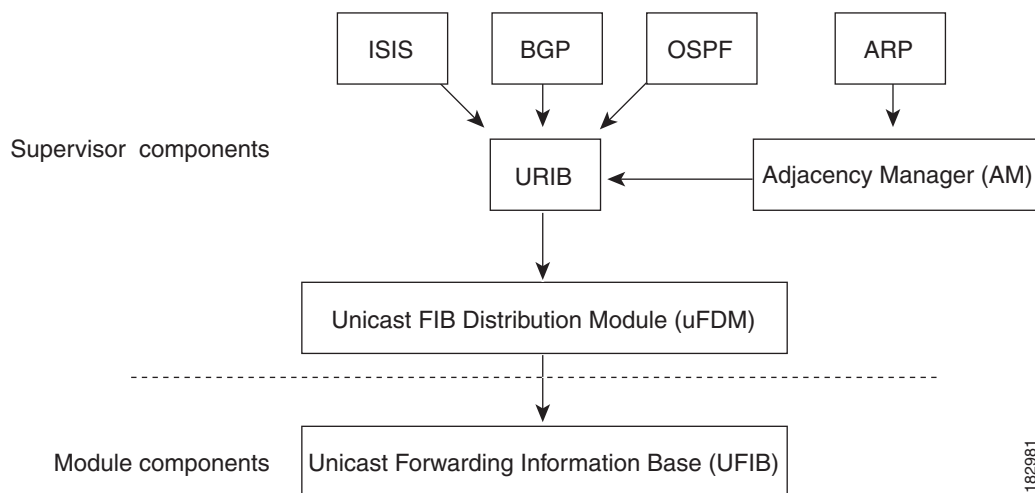 ISIS
BGP
OSPF
ARP
Supervisor components
URIB
Adjacency Manager (AM)
Unicast FIB Distribution Module (uFDM)
Module components
Unicast Forwarding Information Base (UFIB)
182981